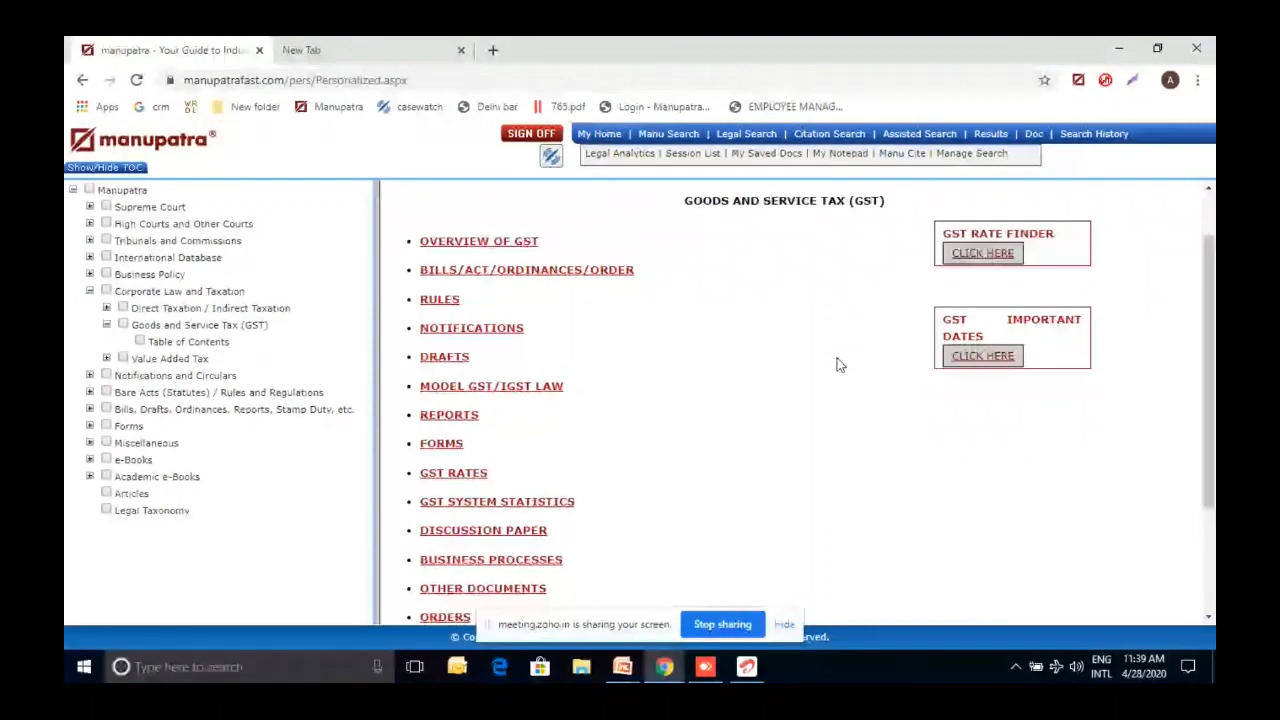 manupatra - Your Guide to Indu
New Tab
manupatrafast.com/pers/Personalized.aspx
A
Apps
crm
New folder
Manupatra
casewatch
Delhi bar
765.pdf
Login - Manupatra...
EMPLOYEE MANAG...
manupatra®
SIGN OFF
My Home | Manu Search | Legal Search | Citation Search | Assisted Search | Results | Doc | Search History
Legal Analytics | Session List | My Saved Docs | My Notepad | Manu Cite | Manage Search
Show/Hide TOC
Manupatra
Supreme Court
High Courts and Other Courts
Tribunals and Commissions
International Database
Business Policy
Corporate Law and Taxation
Direct Taxation / Indirect Taxation
Goods and Service Tax (GST)
Table of Contents
Value Added Tax
Notifications and Circulars
Bare Acts (Statutes) / Rules and Regulations
Bills, Drafts, Ordinances, Reports, Stamp Duty, etc.
Forms
Miscellaneous
e-Books
Academic e-Books
Articles
Legal Taxonomy
GOODS AND SERVICE TAX (GST)
• OVERVIEW OF GST
• BILLS/ACT/ORDINANCES/ORDER
• RULES
• NOTIFICATIONS
• DRAFTS
• MODEL GST/IGST LAW
• REPORTS
• FORMS
• GST RATES
• GST SYSTEM STATISTICS
• DISCUSSION PAPER
• BUSINESS PROCESSES
• OTHER DOCUMENTS
• ORDERS
GST RATE FINDER
CLICK HERE
GST IMPORTANT
DATES
CLICK HERE
meeting.zoho.in is sharing your screen.
Stop sharing
Hide
© Co
erved.
Type here to search
ENG
INTL
11:39 AM
4/28/2020